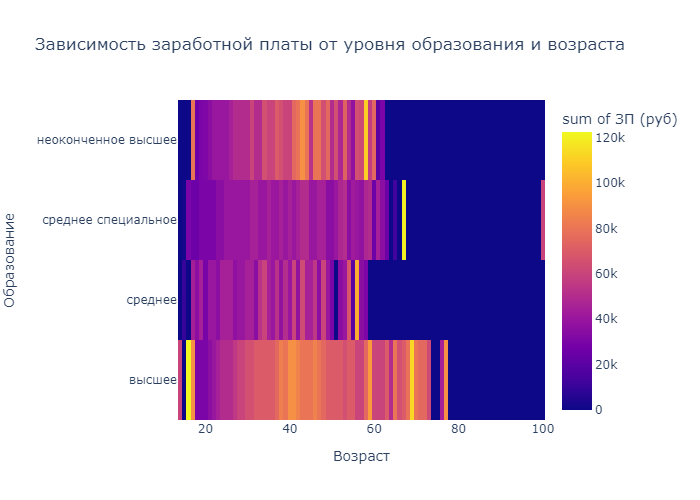 Зависимость заработной платы от уровня образования и возраста
неоконченное высшее
среднее специальное
среднее
высшее
Образование
20
40
60
80
100
Возраст
sum of ЗП (руб)
120k
100k
80k
60k
40k
20k
0